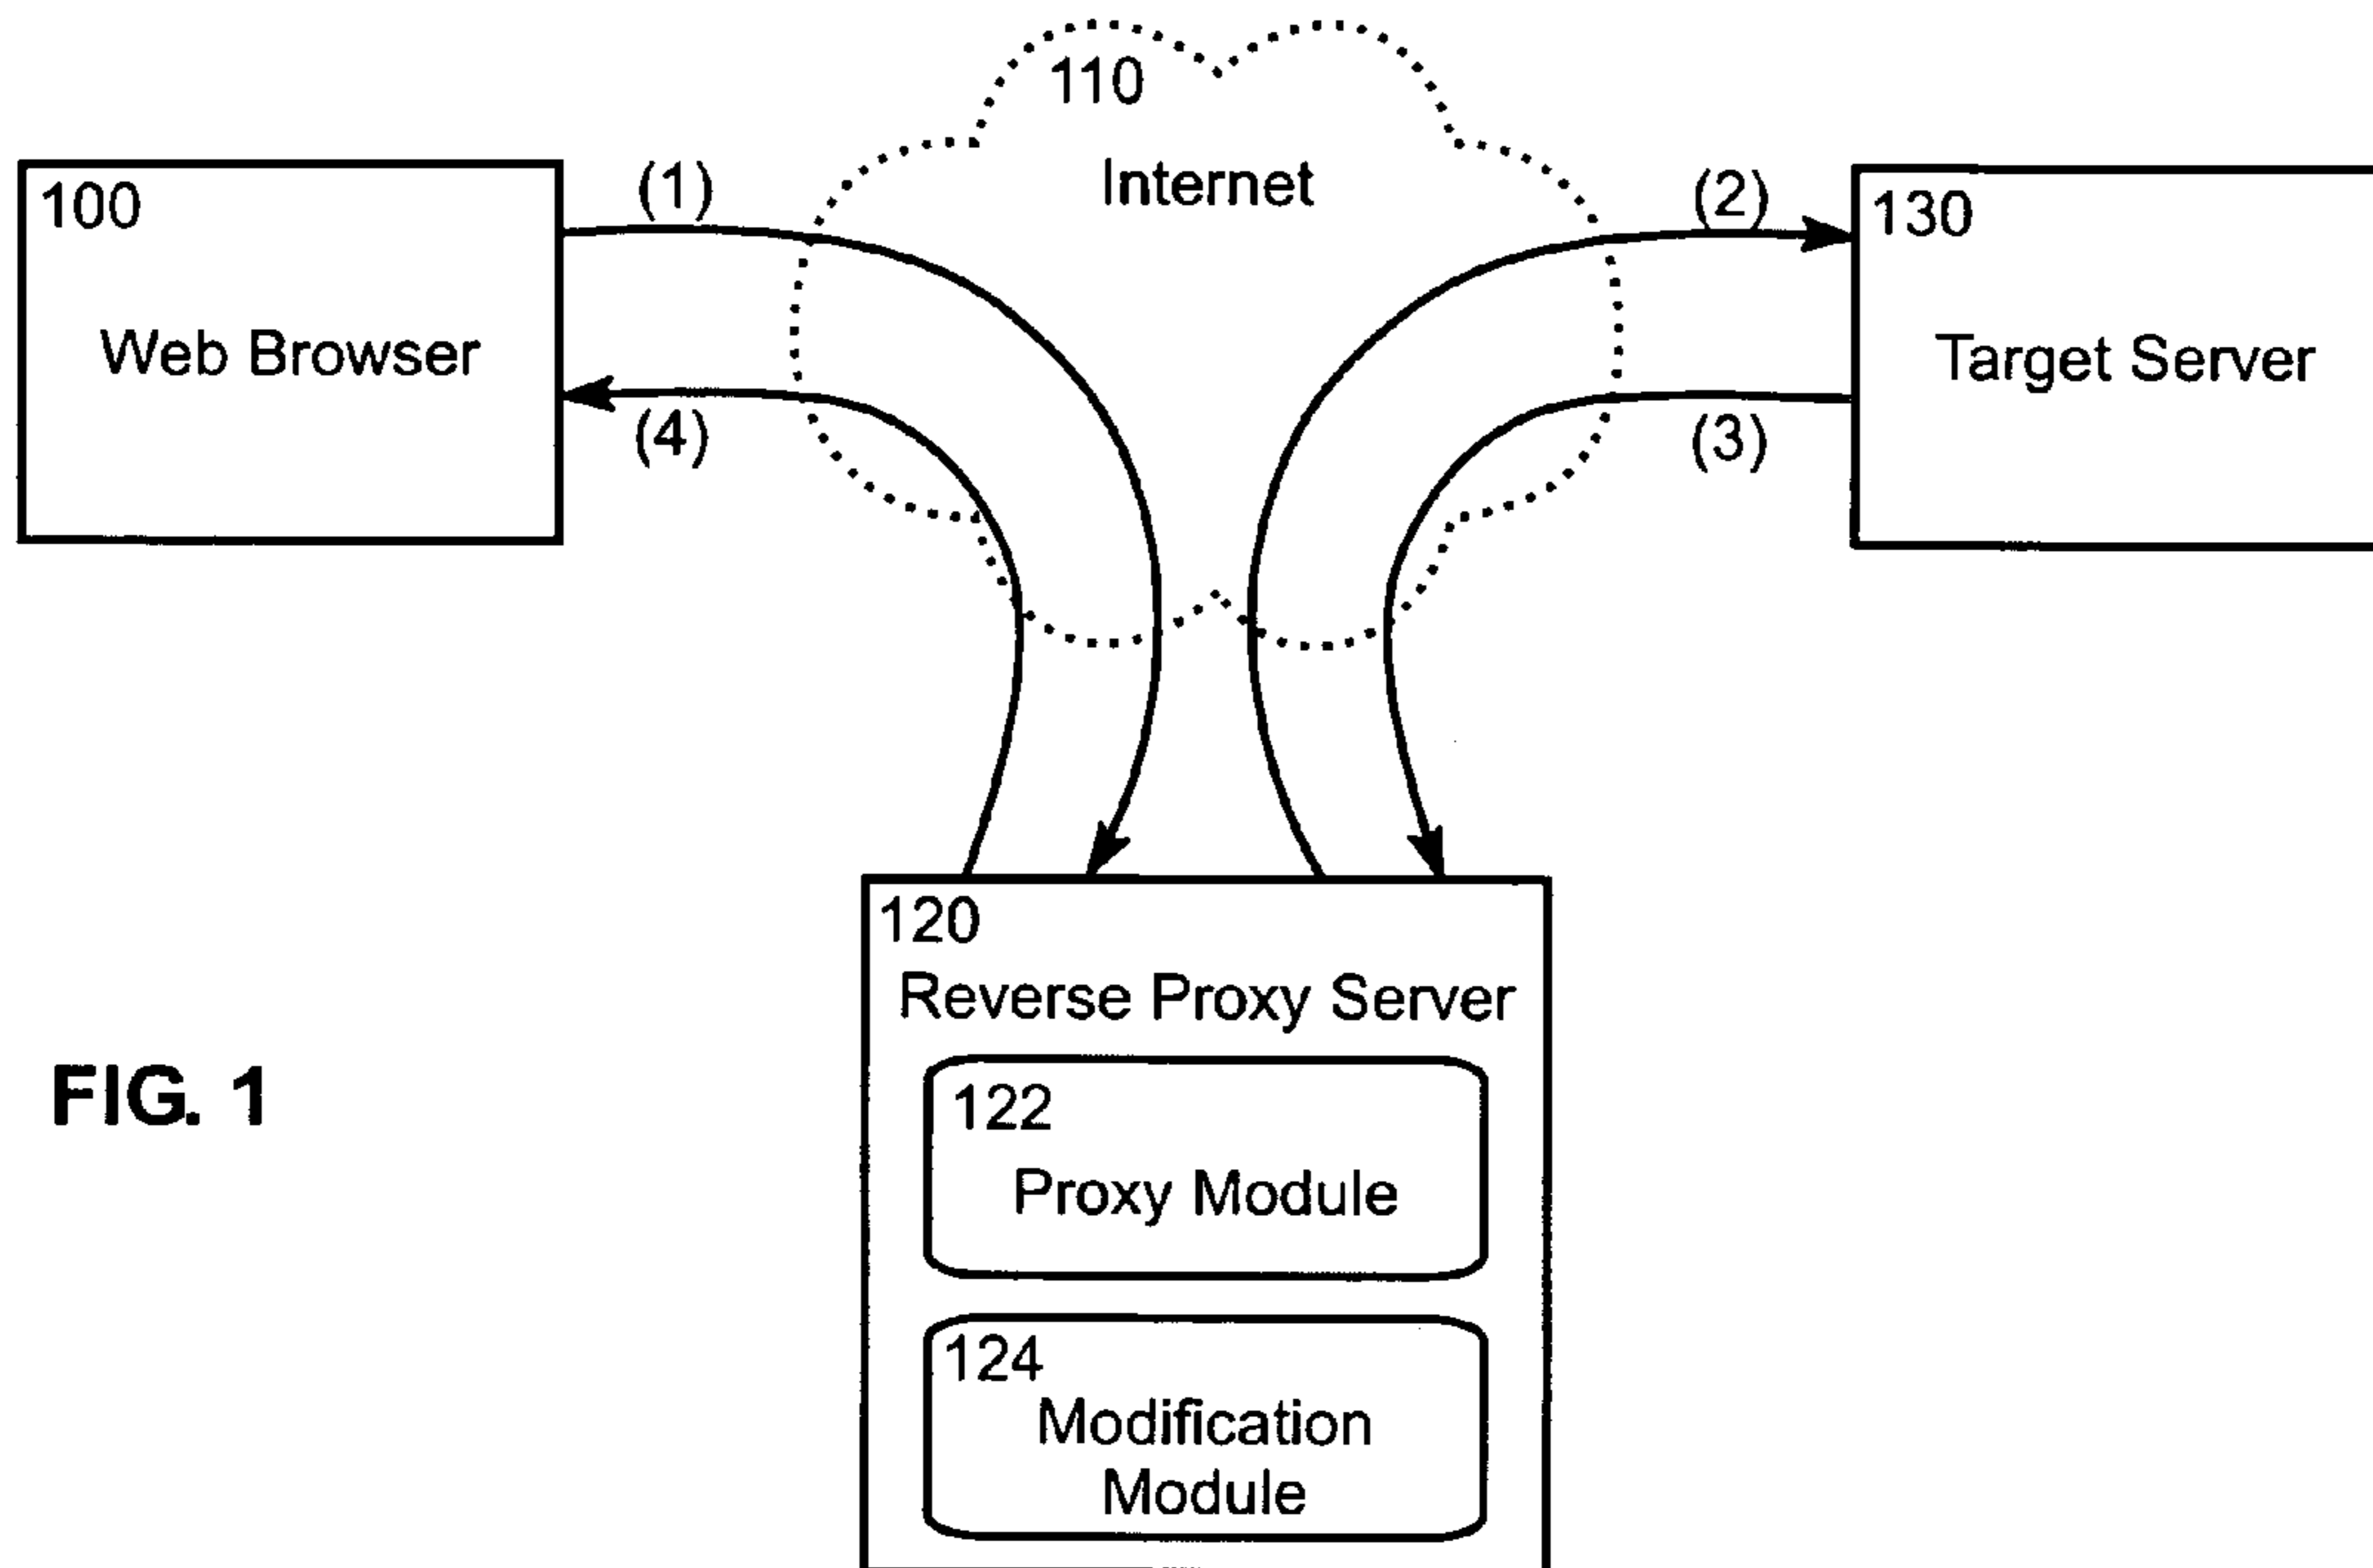 110
Internet
100
(1)
(2)
130
Web Browser
Target Server
(4)
(3)
120
Reverse Proxy Server
122
Proxy Module
FIG. 1
124
Modification
Module